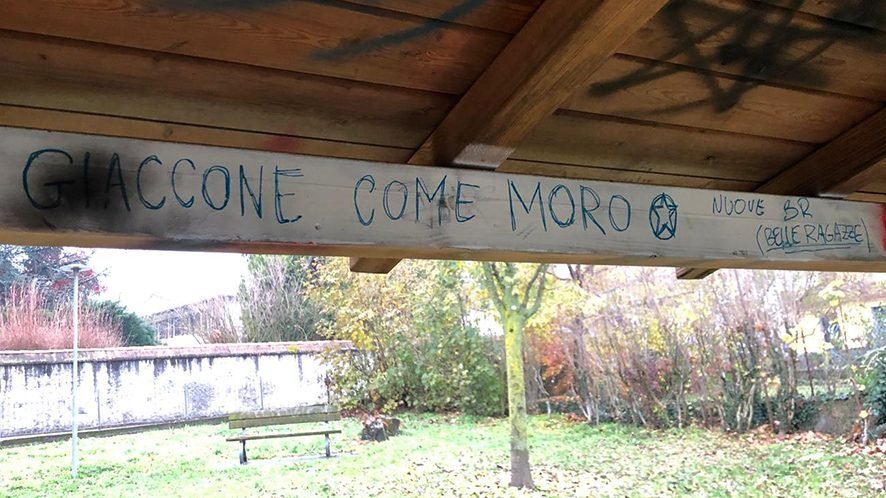 GIACCONE COME MORO NUOVE BR
(BELLE RAGAZZE)